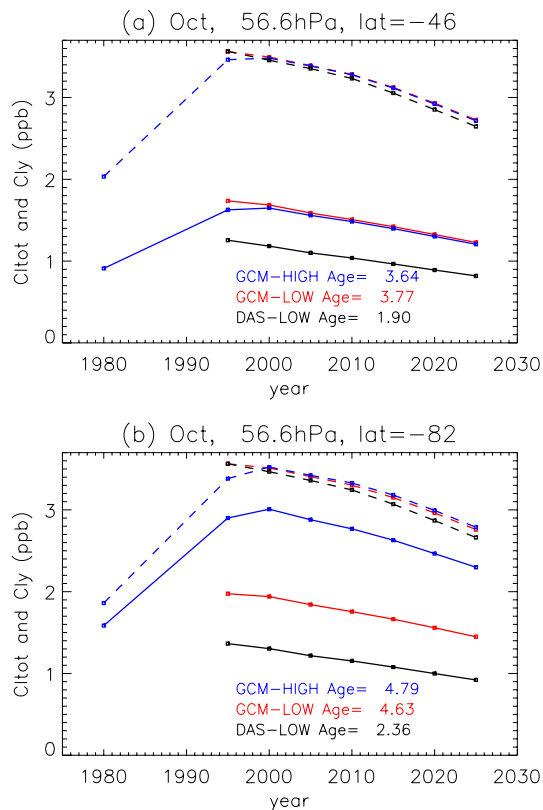 (a) Oct, 56.6hPa, lat=−46
Cltot and Cly (ppb)
3
2
1
0
GCM−HIGH Age= 3.64
GCM−LOW Age= 3.77
DAS−LOW Age= 1.90
1980 1990 2000 2010 2020 2030
year
(b) Oct, 56.6hPa, lat=−82
Cltot and Cly (ppb)
3
2
1
0
GCM−HIGH Age= 4.79
GCM−LOW Age= 4.63
DAS−LOW Age= 2.36
1980 1990 2000 2010 2020 2030
year